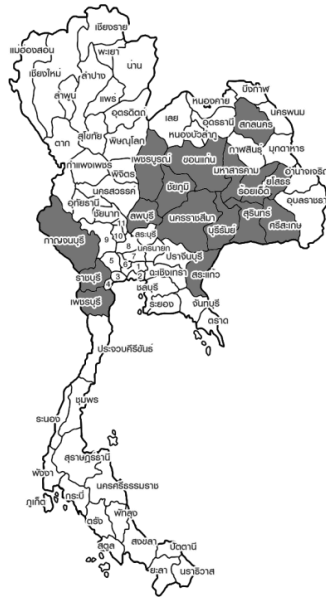 เชียงราย
แม่ฮ่องสอน
พะเยา
เชียงใหม่
ลำปาง
น่าน
ลำพูน
แพร่
อุตรดิตถ์
สุโขทัย
ตาก
พิษณุโลก
กำแพงเพชร
พิจิตร
นครสวรรค์
อุทัยธานี
ชัยนาท
บึงกาฬ
หนองคาย
เลย
อุดรธานี
สกลนคร
นครพนม
หนองบัวลำภู
กาฬสินธุ์
มุกดาหาร
เพชรบูรณ์
ขอนแก่น
มหาสารคาม
อำนาจเจริญ
ยโสธร
ชัยภูมิ
ร้อยเอ็ด
อุบลราชธานี
ลพบุรี
นครราชสีมา
สุรินทร์
ศรีสะเกษ
บุรีรัมย์
กาญจนบุรี
11
10
9
สระบุรี
8
นครนายก
7
ปราจีนบุรี
5
6
ราชบุรี
3
2
ฉะเชิงเทรา
สระแก้ว
4
ชลบุรี
เพชรบุรี
ระยอง
จันทบุรี
ตราด
ประจวบคีรีขันธ์
ชุมพร
ระนอง
สุราษฎร์ธานี
พังงา
นครศรีธรรมราช
ภูเก็ต
กระบี่
ตรัง
พัทลุง
สตูล
สงขลา
ปัตตานี
ยะลา
นราธิวาส